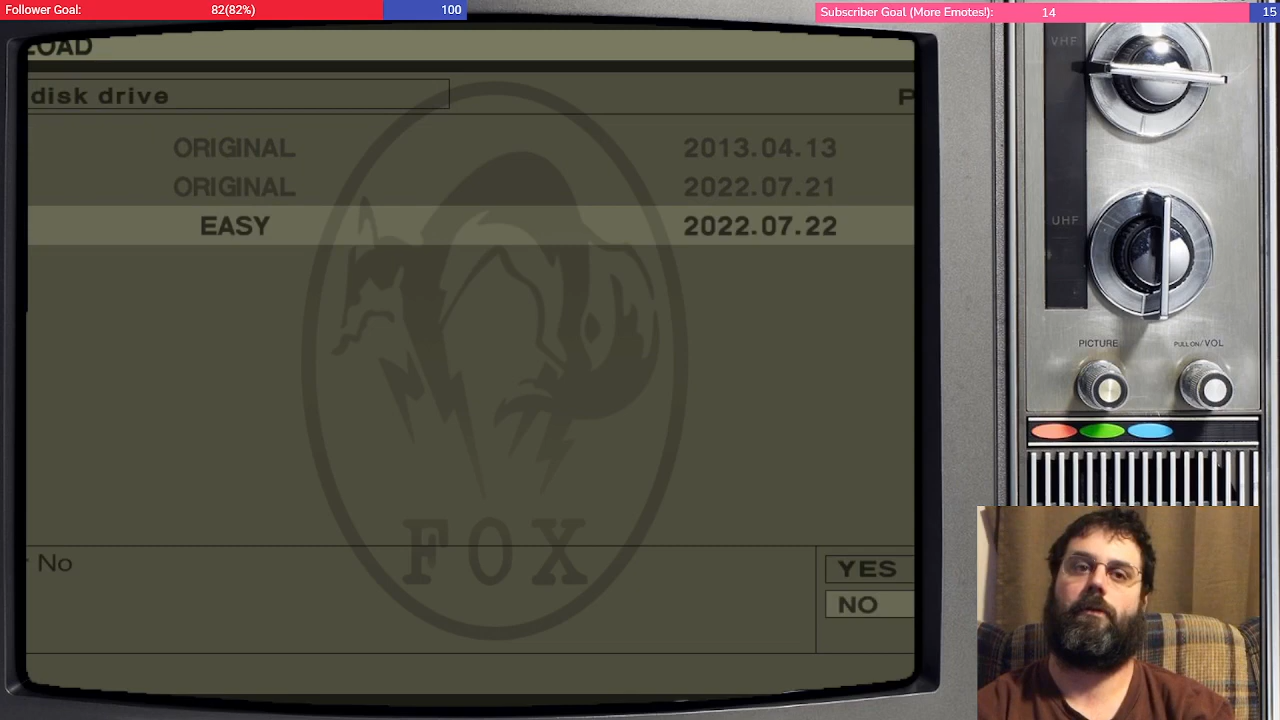 Follower Goal: 82(82%) 100
Subscriber Goal (More Emotes!): 14 15
LOAD
disk drive P
ORIGINAL 2013.04.13
ORIGINAL 2022.07.21
EASY 2022.07.22
FOX
No
YES
NO
VHF
UHF
PICTURE PULL ON/VOL